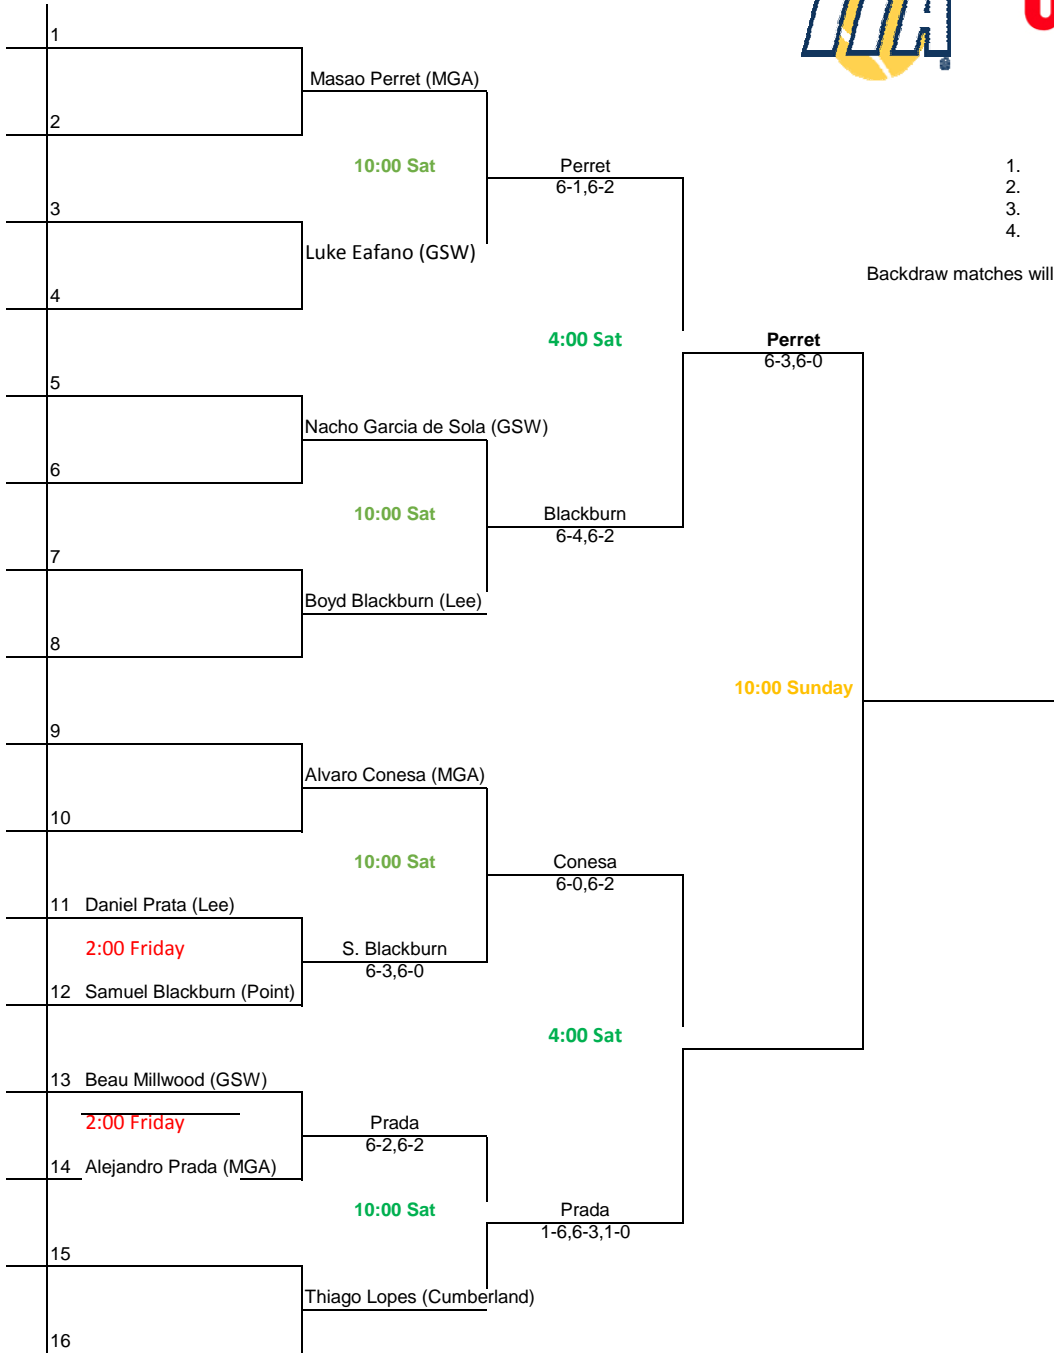 ITA
1
Masao Perret (MGA)
2
10:00 Sat
Perret
6-1,6-2
1.
2.
3.
4.
3
Luke Eafano (GSW)
4
Backdraw matches will
4:00 Sat
Perret
6-3,6-0
5
Nacho Garcia de Sola (GSW)
6
10:00 Sat
Blackburn
6-4,6-2
7
Boyd Blackburn (Lee)
8
10:00 Sunday
9
Alvaro Conesa (MGA)
10
10:00 Sat
Conesa
6-0,6-2
11 Daniel Prata (Lee)
2:00 Friday
S. Blackburn
6-3,6-0
12 Samuel Blackburn (Point)
4:00 Sat
13 Beau Millwood (GSW)
2:00 Friday
Prada
6-2,6-2
14 Alejandro Prada (MGA)
10:00 Sat
Prada
1-6,6-3,1-0
15
Thiago Lopes (Cumberland)
16